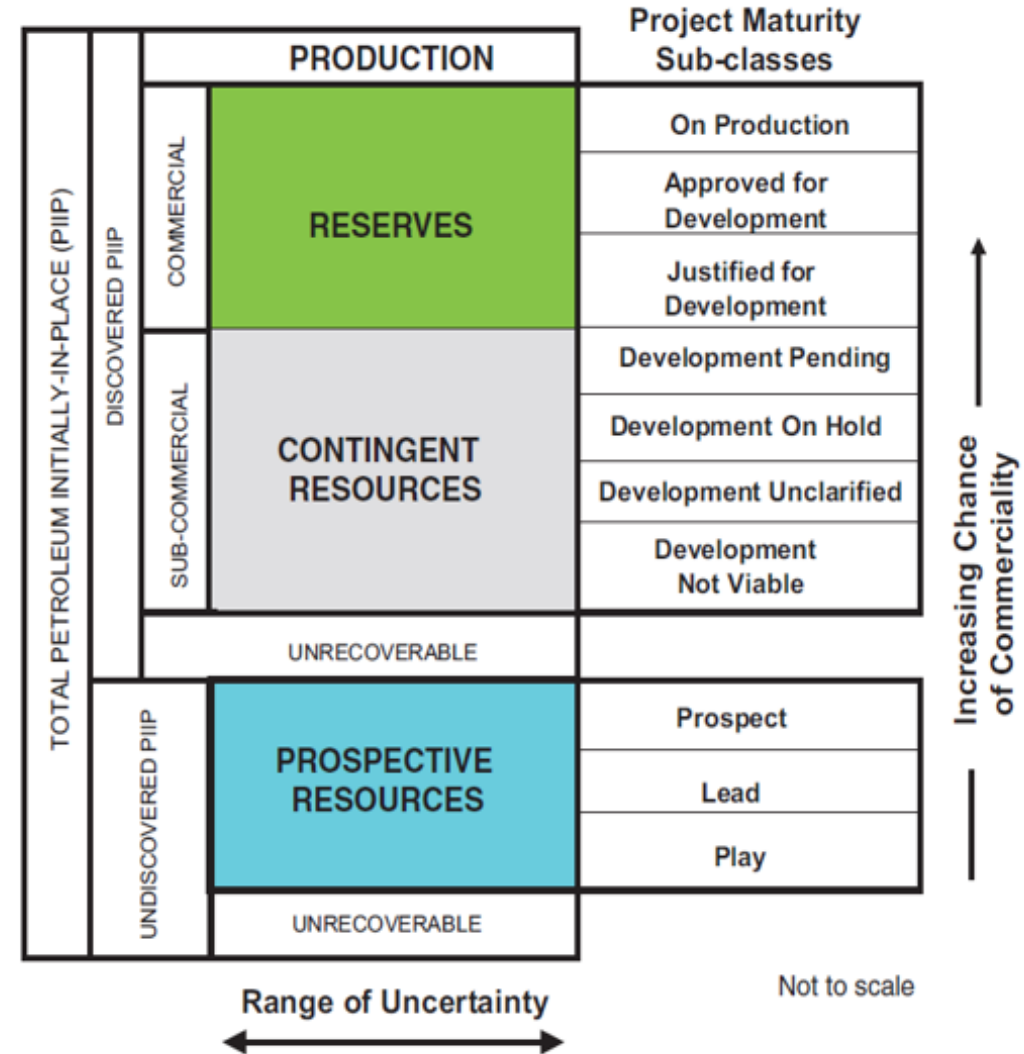 Project Maturity
Sub-classes
PRODUCTION
TOTAL PETROLEUM INITIALLY-IN-PLACE (PIIP)
DISCOVERED PIIP
COMMERCIAL
RESERVES
On Production
Approved for
Development
Justified for
Development
SUB-COMMERCIAL
CONTINGENT
RESOURCES
Development Pending
Development On Hold
Development Unclarified
Development
Not Viable
UNRECOVERABLE
UNDISCOVERED PIIP
PROSPECTIVE
RESOURCES
Prospect
Lead
Play
UNRECOVERABLE
Increasing Chance
of Commerciality
Range of Uncertainty
Not to scale